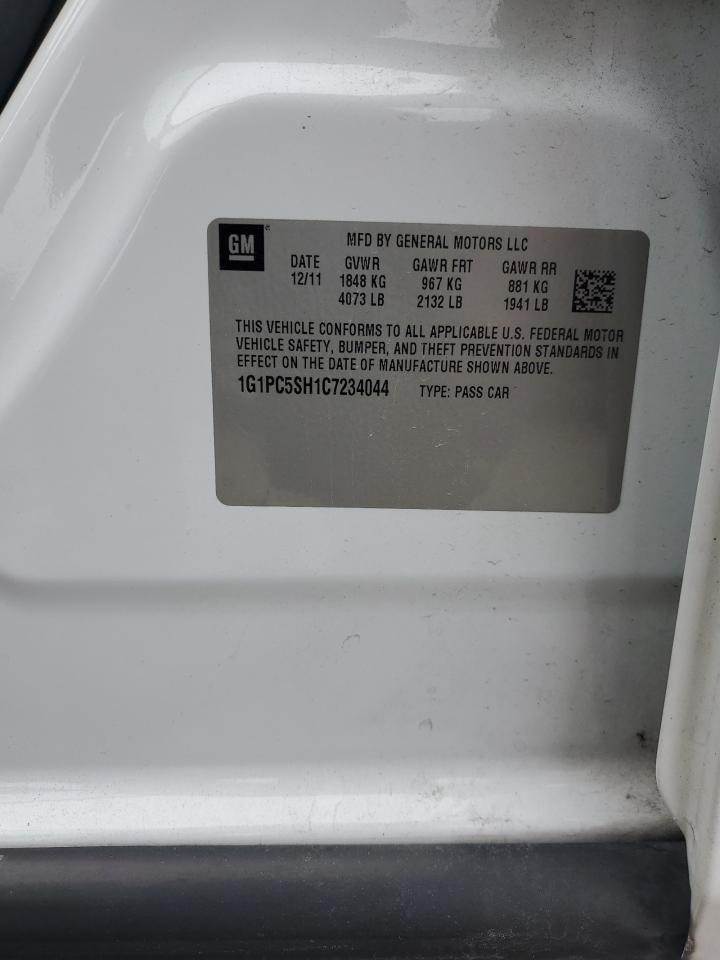 GM® MFD BY GENERAL MOTORS LLC
DATE GVWR GAWR FRT GAWR RR
12/11 1848 KG 967 KG 881 KG
4073 LB 2132 LB 1941 LB
THIS VEHICLE CONFORMS TO ALL APPLICABLE U.S. FEDERAL MOTOR
VEHICLE SAFETY, BUMPER, AND THEFT PREVENTION STANDARDS IN
EFFECT ON THE DATE OF MANUFACTURE SHOWN ABOVE.
1G1PC5SH1C7234044 TYPE: PASS CAR